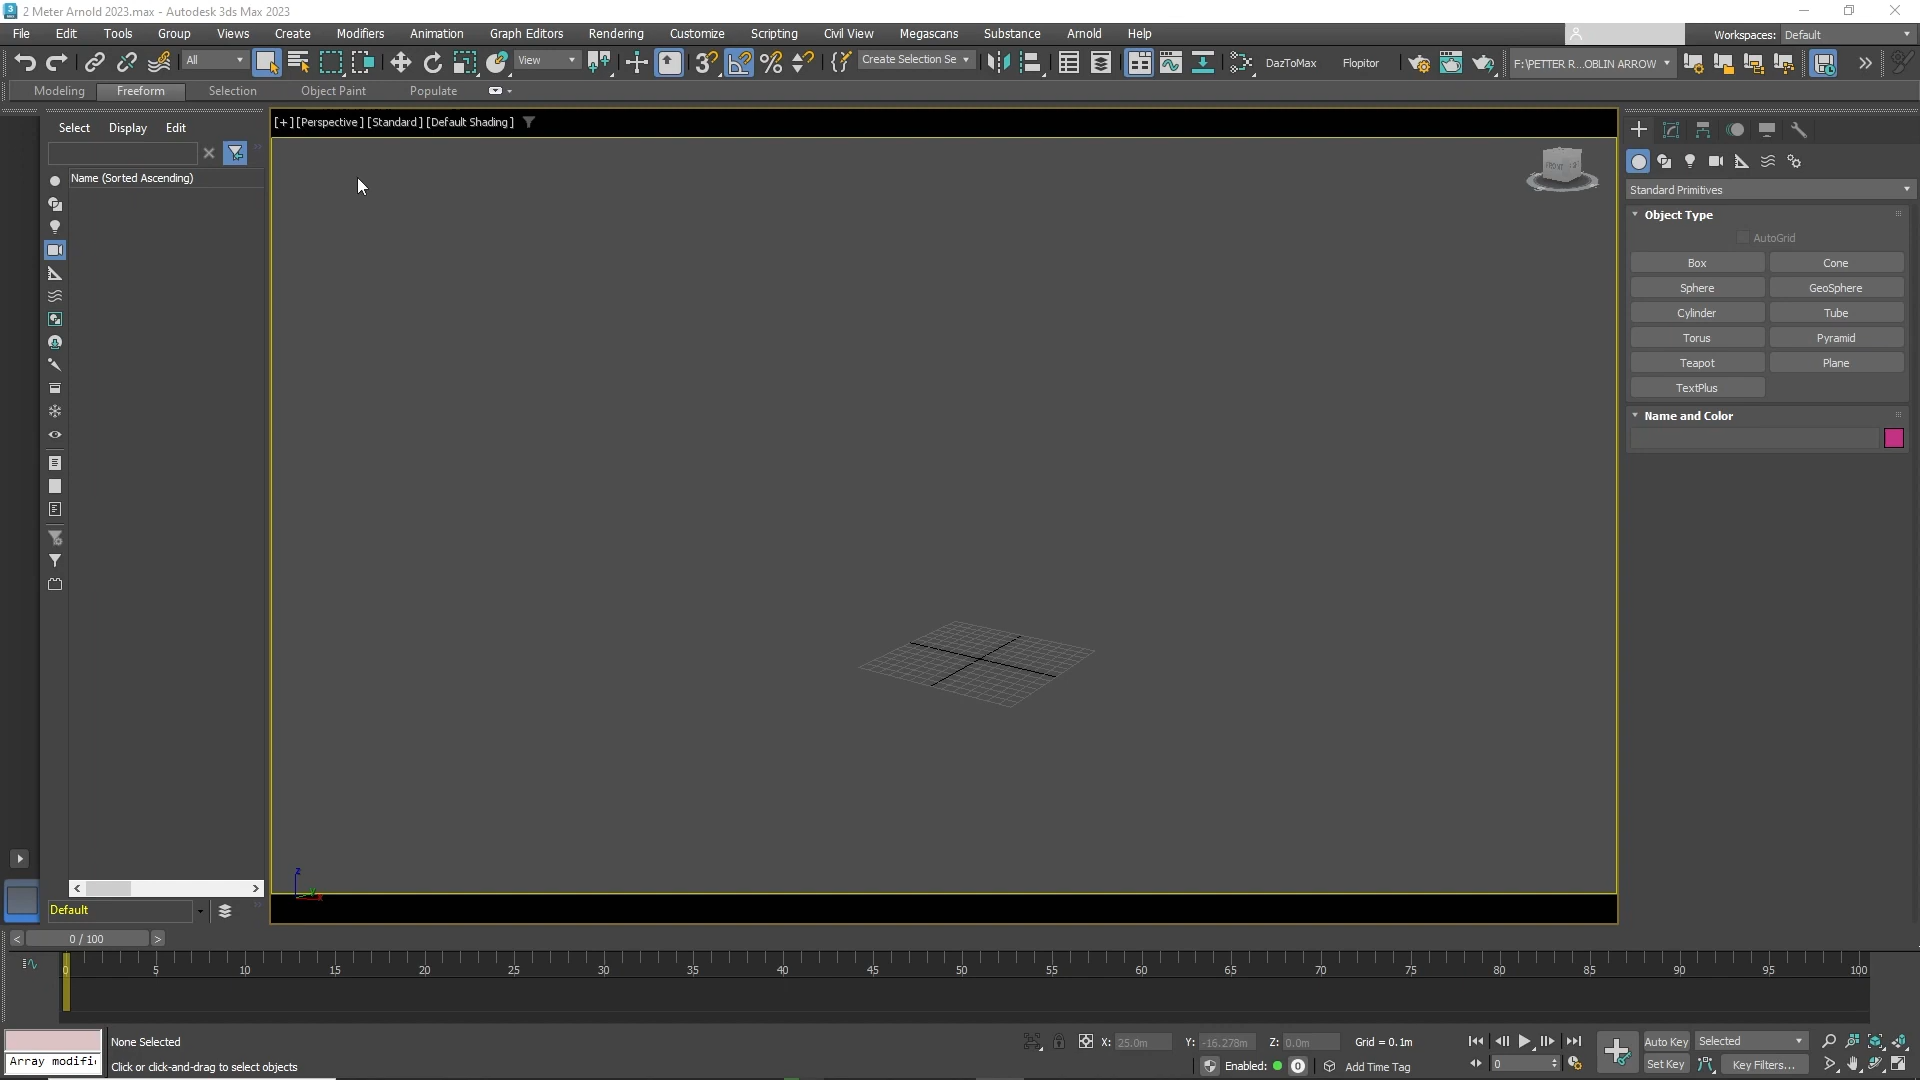 2 Meter Arnold 2023.max - Autodesk 3ds Max 2023
File Edit Tools Group Views Create Modifiers Animation Graph Editors Rendering Customize Scripting Civil View Megascans Substance Arnold Help
Workspaces: Default
All View Create Selection Se DazToMax Flopitor F:\PETTER R...OBLIN ARROW
Modeling Freeform Selection Object Paint Populate
Select Display Edit
Name (Sorted Ascending)
[+] [Perspective] [Standard] [Default Shading]
FRONT
Standard Primitives
Object Type
AutoGrid
Box Cone
Sphere GeoSphere
Cylinder Tube
Torus Pyramid
Teapot Plane
TextPlus
Name and Color
z
y
x
Default
< 0 / 100 >
0 5 10 15 20 25 30 35 40 45 50 55 60 65 70 75 80 85 90 95 100
None Selected
X: 25.0m Y: -16.278m Z: 0.0m Grid = 0.1m
Auto Key Selected
Array modifi
Click or click-and-drag to select objects
Enabled: 0 Add Time Tag
0
Set Key Key Filters...